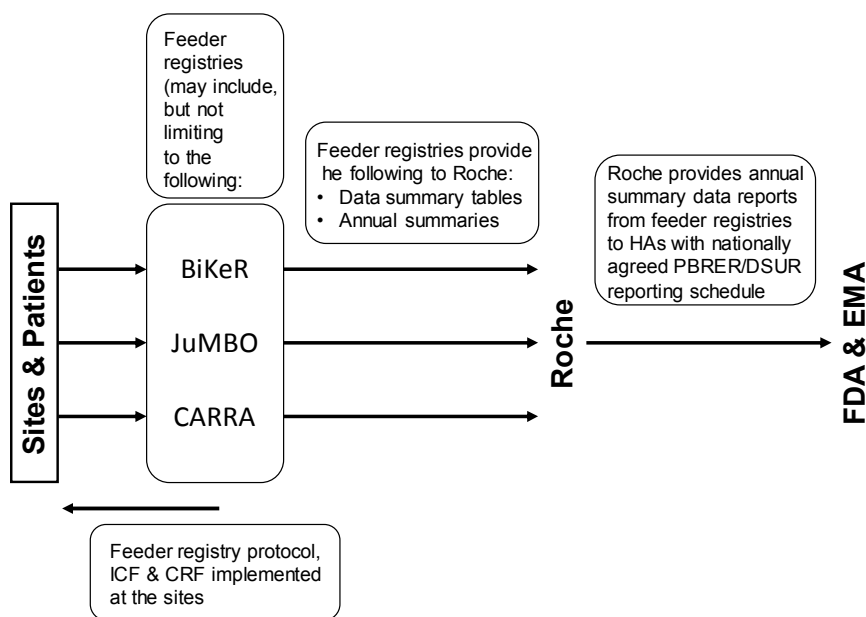 Feeder
registries
(may include,
but not
limiting
to the
following:
Feeder registries provide
he following to Roche:
• Data summary tables
• Annual summaries
Roche provides annual
summary data reports
from feeder registries
to HAs with nationally
agreed PBRER/DSUR
reporting schedule
Sites & Patients
BiKeR
JuMBO
CARRA
Roche
FDA & EMA
Feeder registry protocol,
ICF & CRF implemented
at the sites